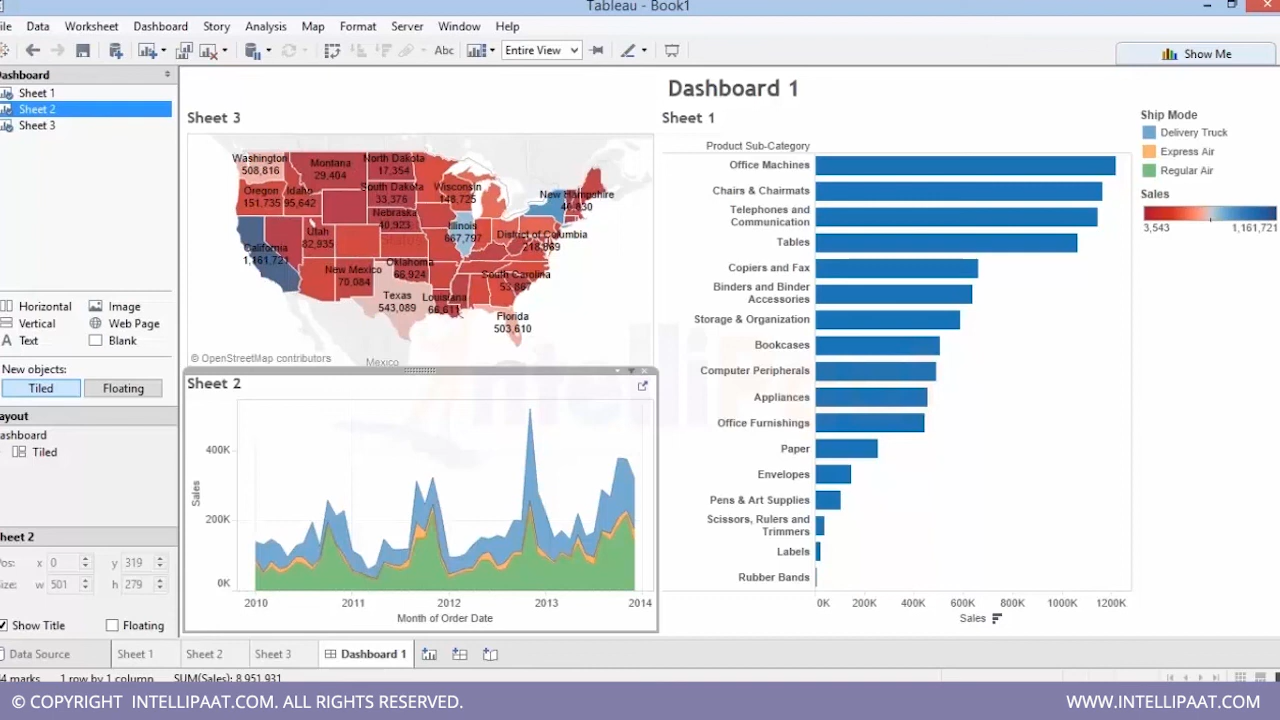 Tableau - Book1
ile Data Worksheet Dashboard Story Analysis Map Format Server Window Help
Abc Entire View Show Me
Dashboard
Sheet 1
Sheet 2
Sheet 3
Horizontal Image
Vertical Web Page
A Text Blank
New objects:
Tiled Floating
ayout
ashboard
Tiled
heet 2
Pos: x 0 y 319
ize: w 501 h 279
Show Title Floating
Dashboard 1
Sheet 3
Washington
508,816
Montana
29,404
North Dakota
17,354
Oregon
151,735
Idaho
95,642
South Dakota
33,376
Wisconsin
148,725
New Hampshire
Nebraska
40,923
Utah
82,935
Illinois
667,797
District of Columbia
California
1,161,721
Oklahoma
66,924
New Mexico
70,084
South Carolina
53,867
Texas
543,089
Louisiana
Florida
503,610
© OpenStreetMap contributors
Mexico
Sheet 2
Sales
400K
200K
0K
2010 2011 2012 2013 2014
Month of Order Date
Sheet 1
Product Sub-Category
Office Machines
Chairs & Chairmats
Telephones and
Communication
Tables
Copiers and Fax
Binders and Binder
Accessories
Storage & Organization
Bookcases
Computer Peripherals
Appliances
Office Furnishings
Paper
Envelopes
Pens & Art Supplies
Scissors, Rulers and
Trimmers
Labels
Rubber Bands
0K 200K 400K 600K 800K 1000K 1200K
Sales
Ship Mode
Delivery Truck
Express Air
Regular Air
Sales
3,543 1,161,721
Data Source Sheet 1 Sheet 2 Sheet 3 Dashboard 1
4 marks 1 row by 1 column SUM(Sales): 8,951,931
© COPYRIGHT INTELLIPAAT.COM. ALL RIGHTS RESERVED. WWW.INTELLIPAAT.COM